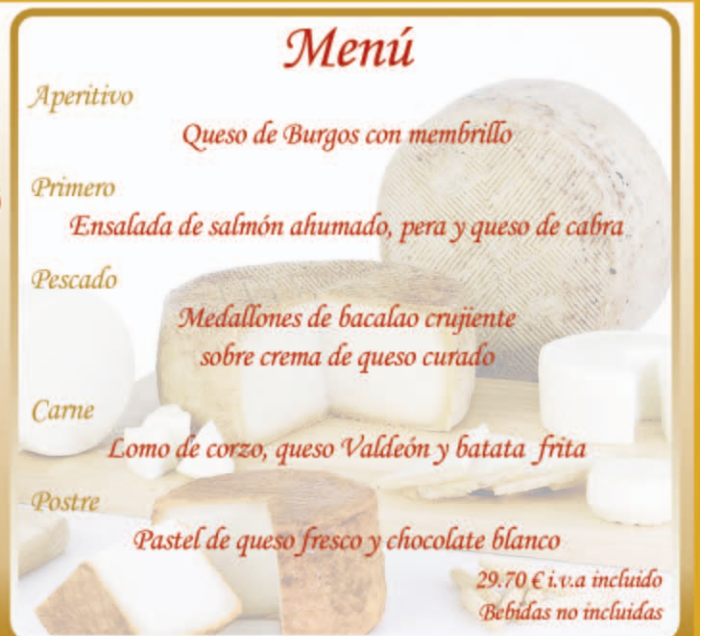 Menú
Aperitivo
Queso de Burgos con membrillo
Primero
Ensalada de salmón ahumado, pera y queso de cabra
Pescado
Medallones de bacalao crujiente
sobre crema de queso curado
Carne
Lomo de corzo, queso Valdeón y batata frita
Postre
Pastel de queso fresco y chocolate blanco
29.70 € i.v.a incluido
Bebidas no incluidas